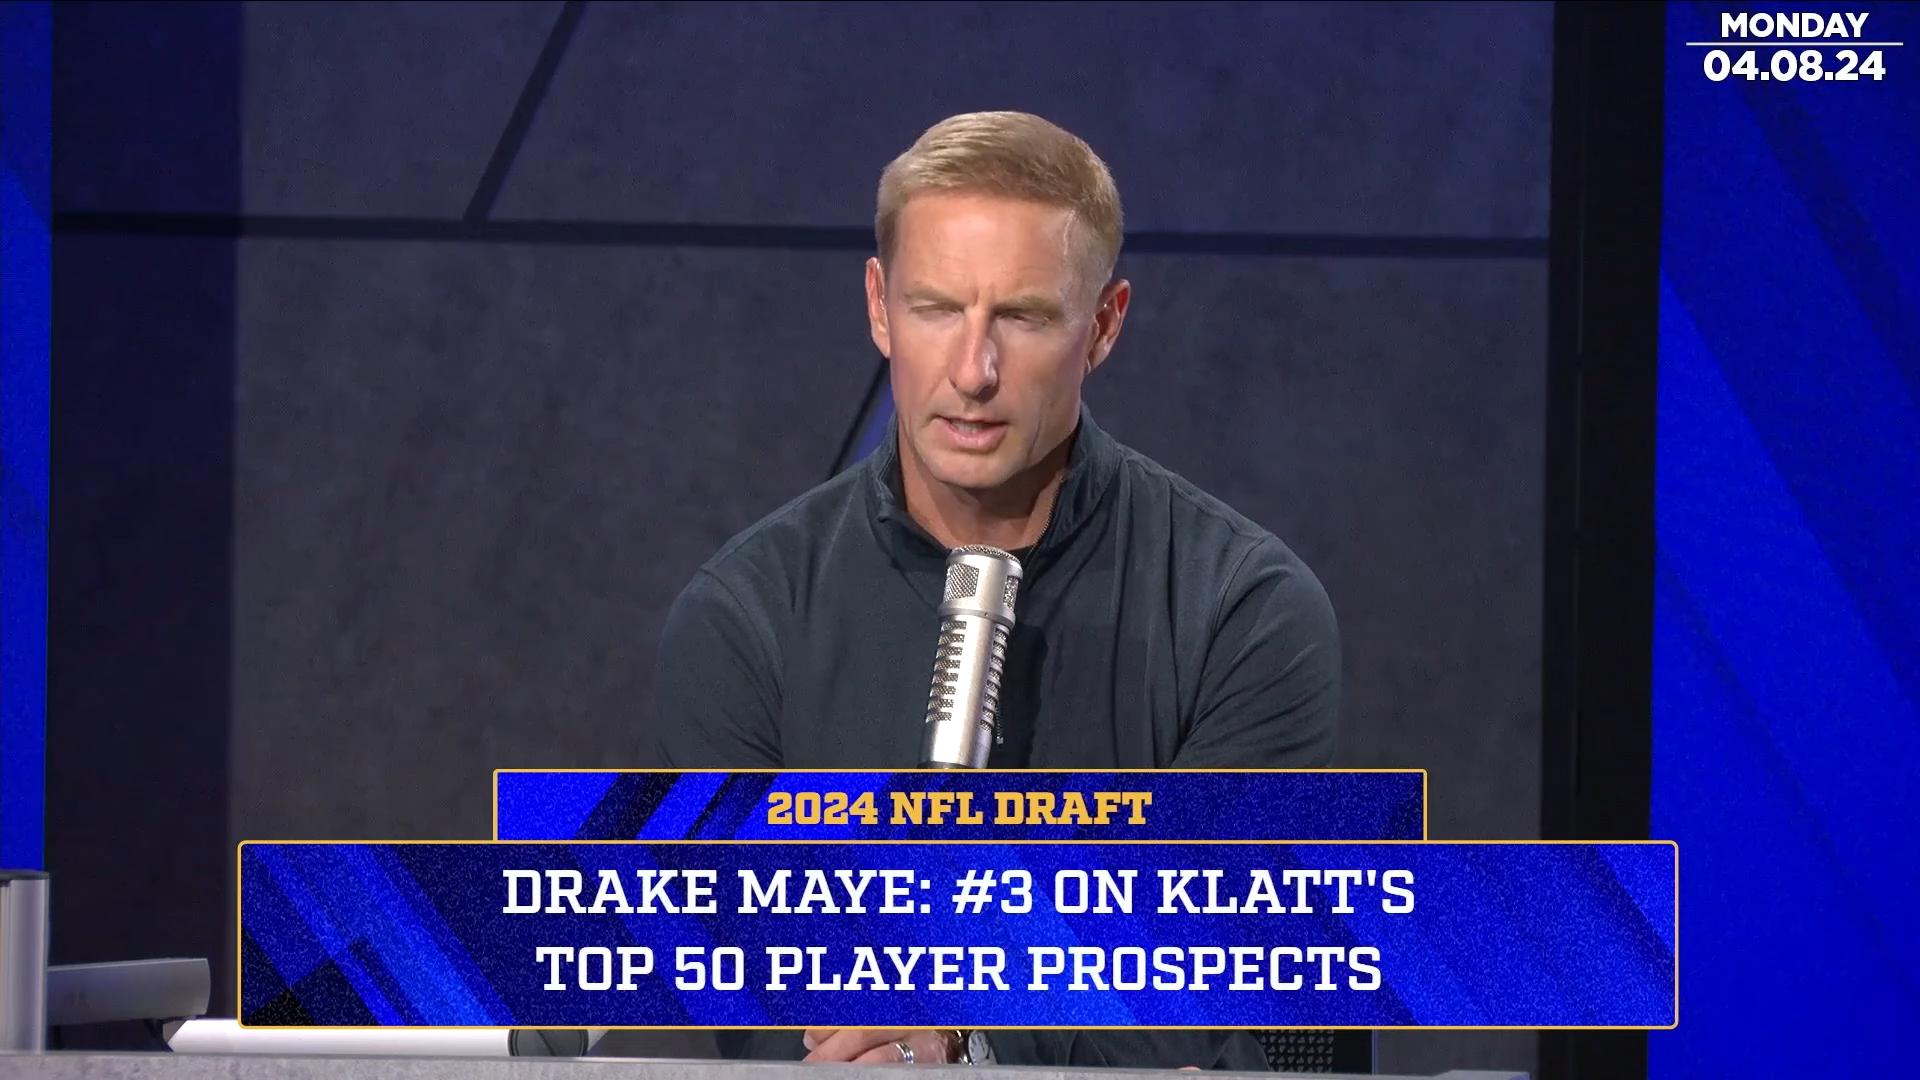 MONDAY
04.08.24
2024 NFL DRAFT
DRAKE MAYE: #3 ON KLATT'S
TOP 50 PLAYER PROSPECTS